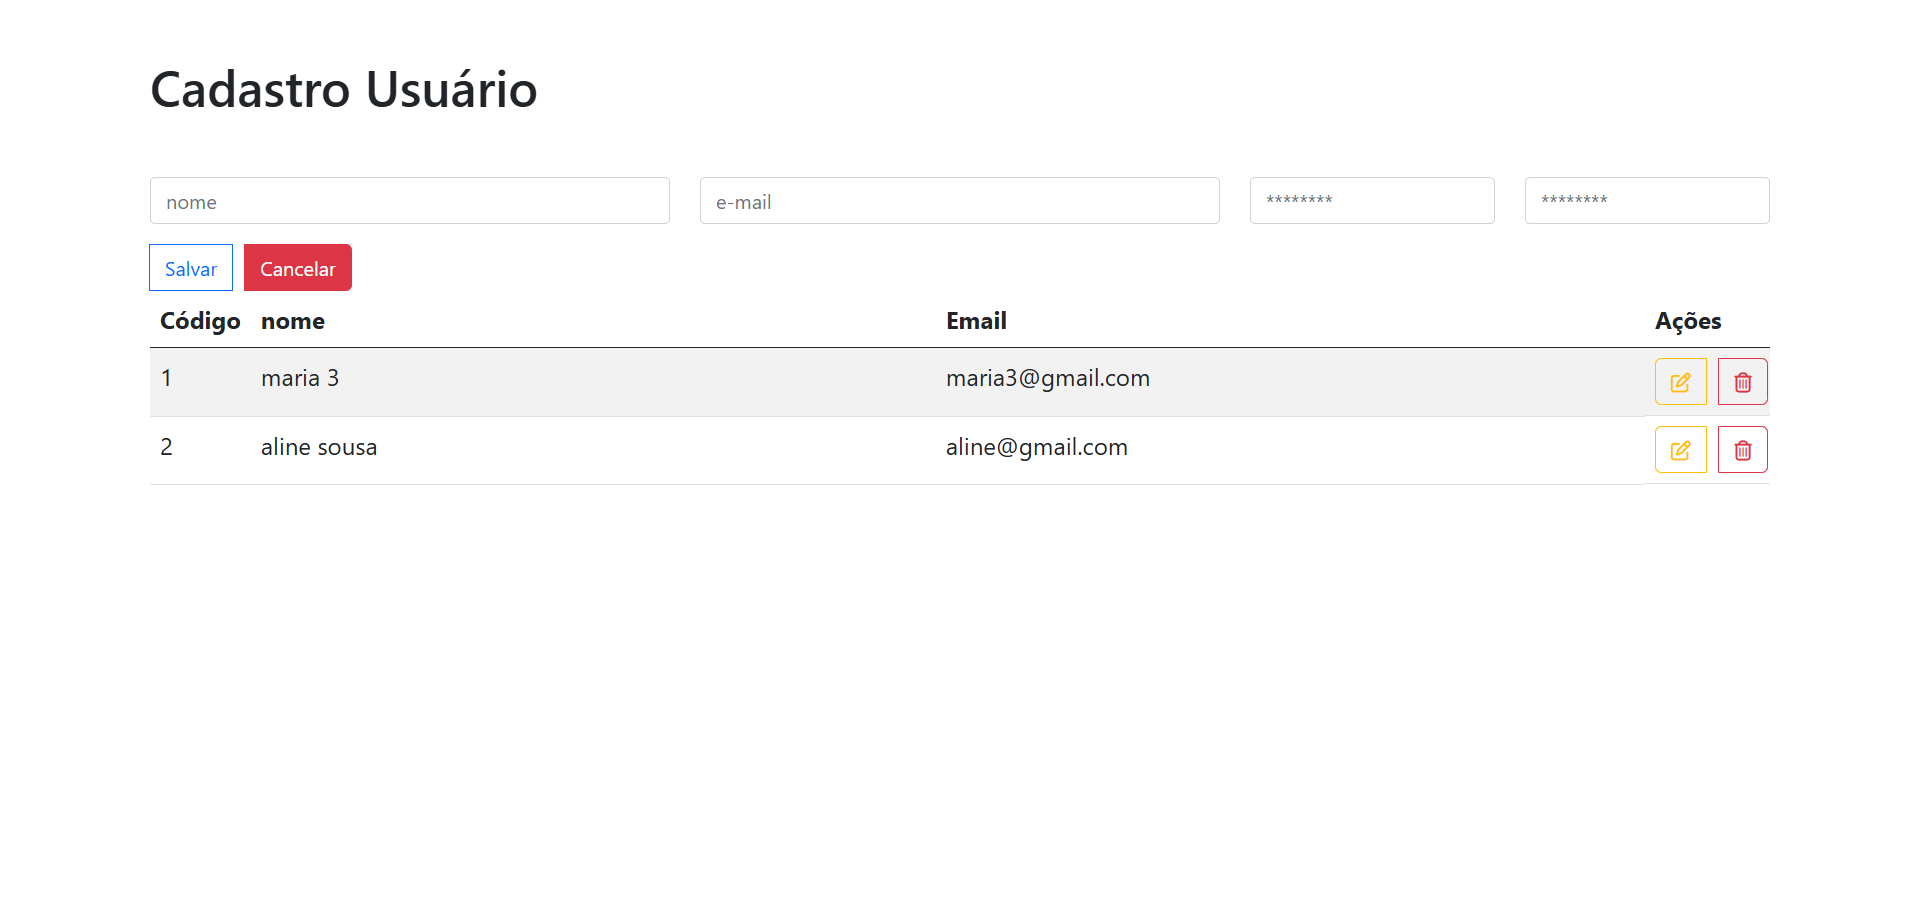 Cadastro Usuário
nome e-mail ******** ********
Salvar Cancelar
Código nome Email Ações
1 maria 3 maria3@gmail.com
2 aline sousa aline@gmail.com